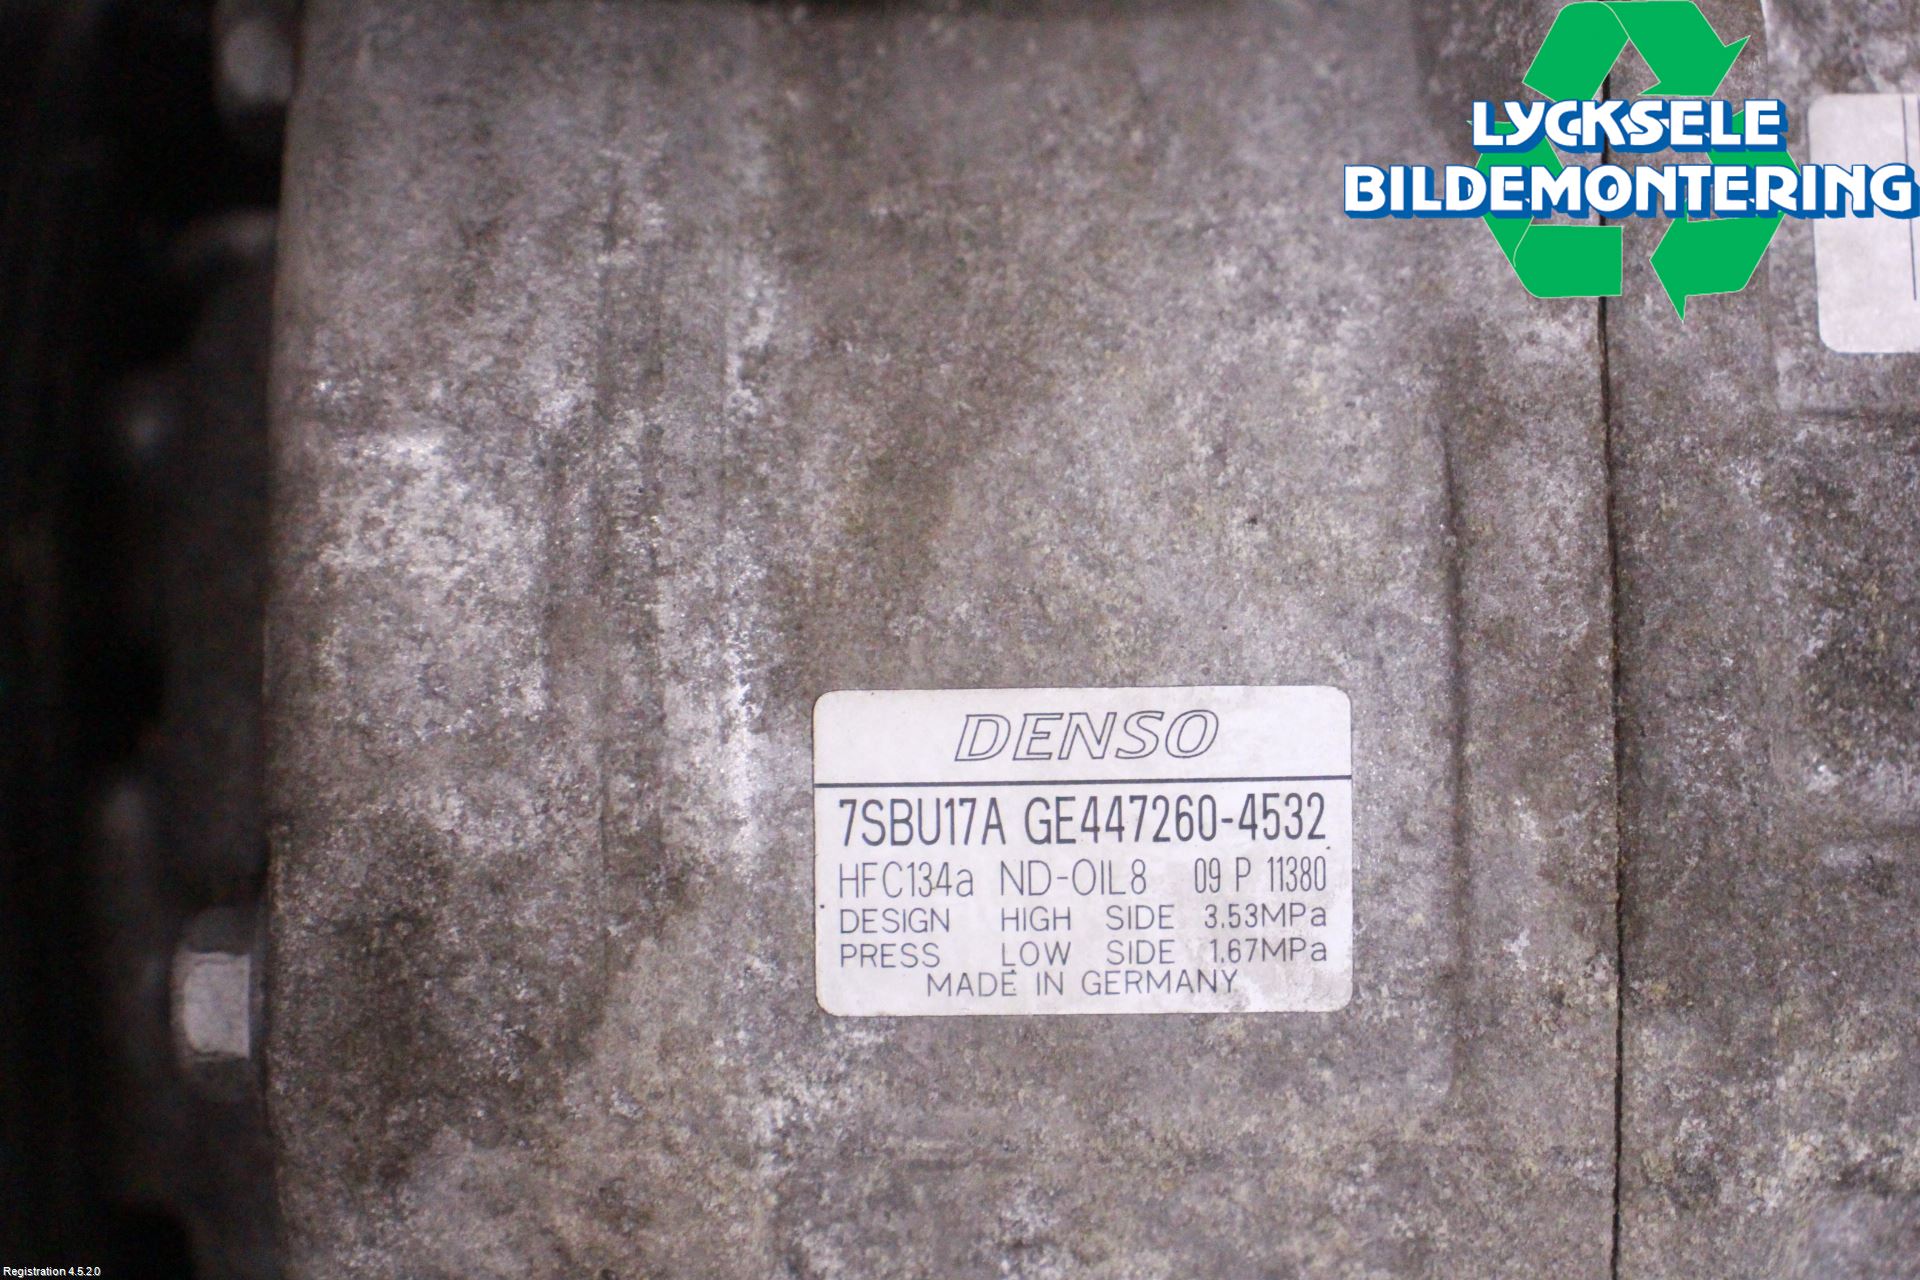 LYCKSELE
BILDEMONTERING
DENSO
7SBU17A GE447260-4532
HFC134a ND-OIL8 09 P 11380
DESIGN HIGH SIDE 3.53MPa
PRESS LOW SIDE 1.67MPa
MADE IN GERMANY
Registration 4.5.2.0